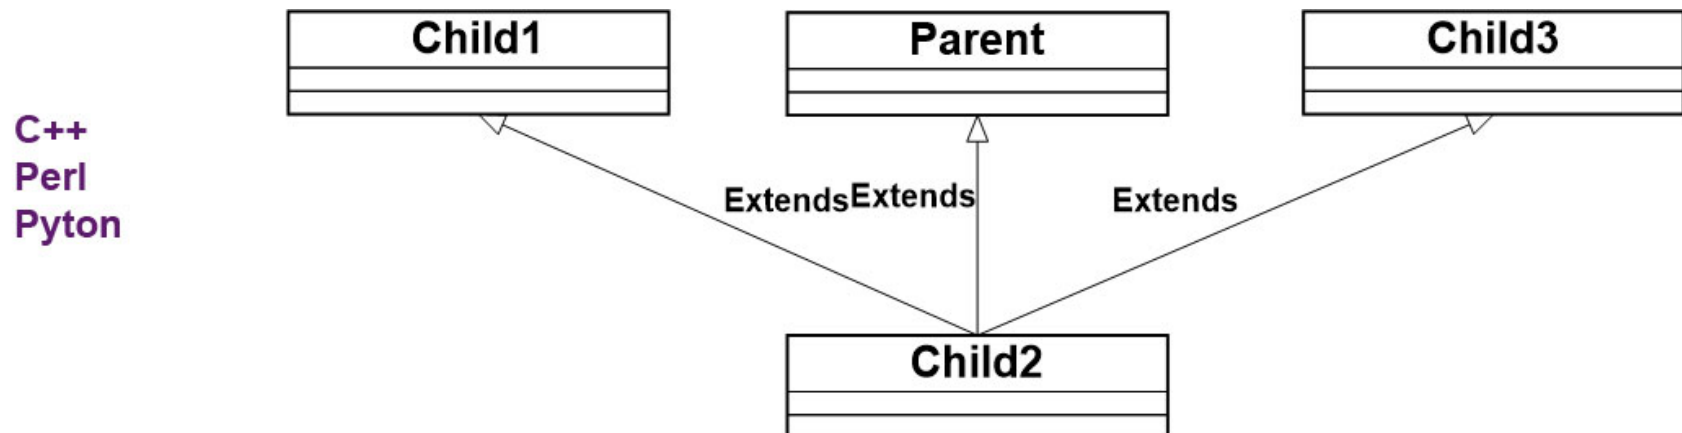 Child1
Parent
Child3
C++
Perl
Pyton
Extends
Extends
Extends
Child2